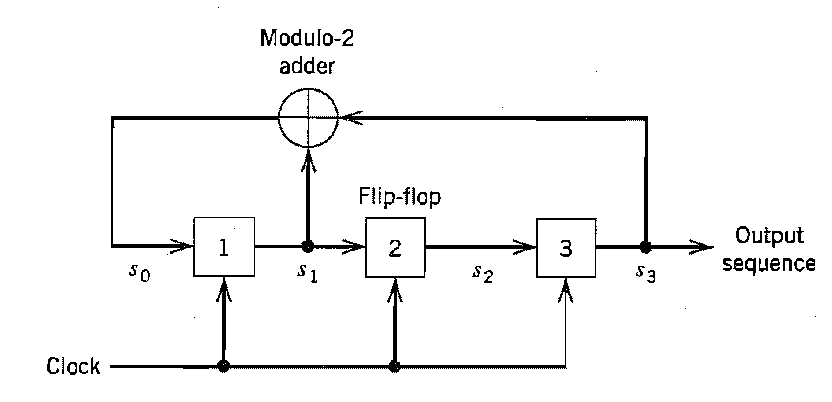 Modulo-2
adder
Flip-flop
1
2
3
s0
s1
s2
s3
Output
sequence
Clock